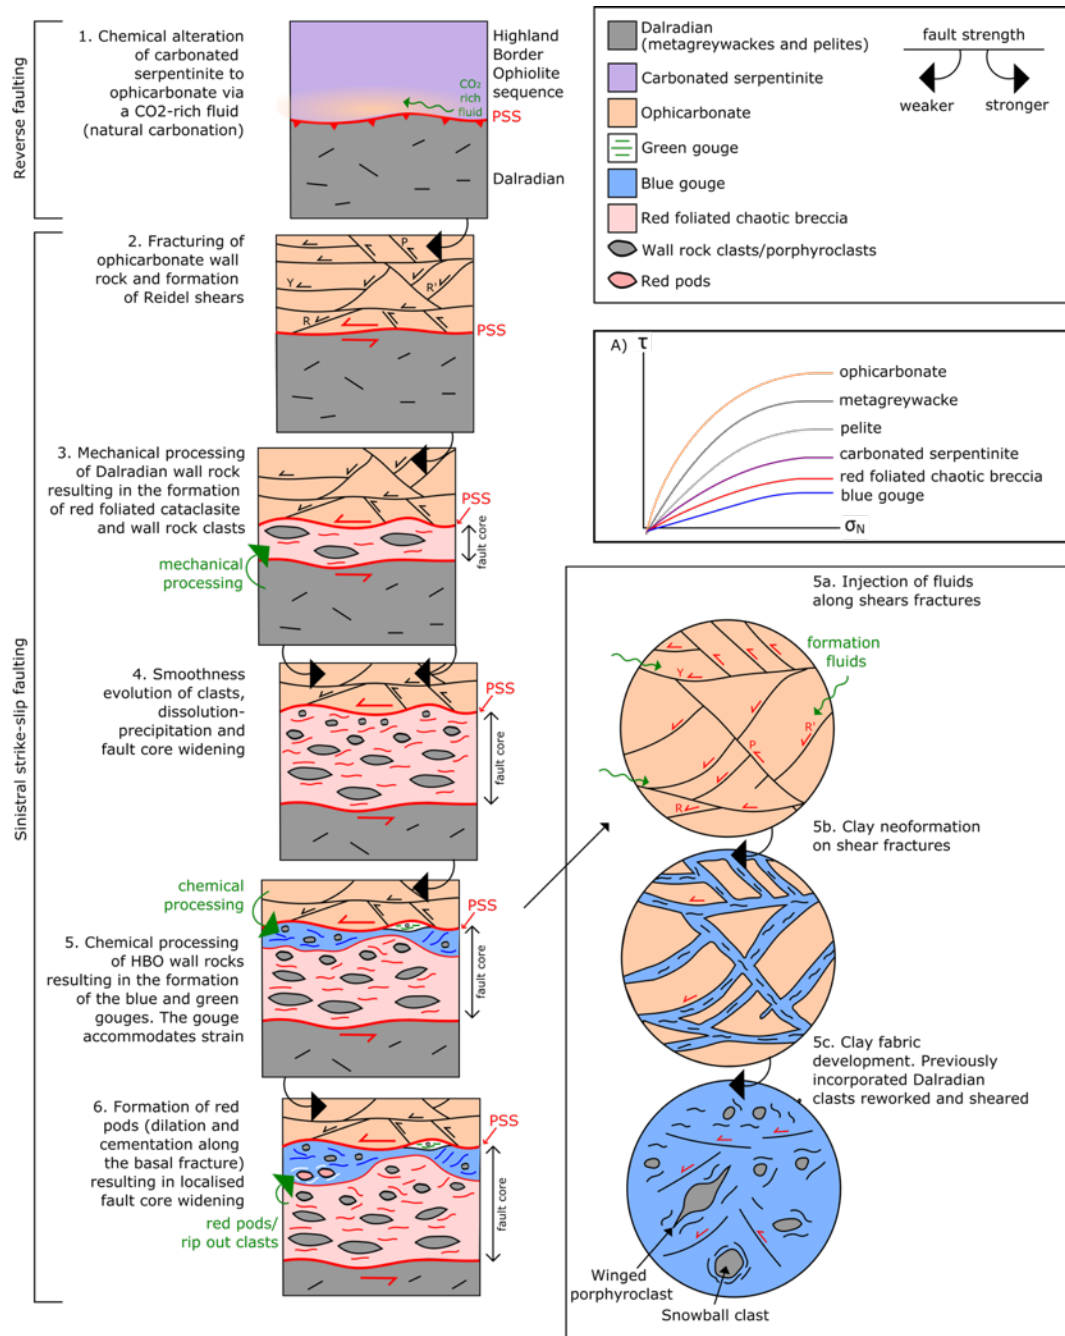 Reverse faulting
1. Chemical alteration
of carbonated
serpentinite to
ophicarbonate via
a CO2-rich fluid
(natural carbonation)
CO₂
rich
fluid
Highland
Border
Ophiolite
sequence
PSS
Dalradian
Sinistral strike-slip faulting
2. Fracturing of
ophicarbonate wall
rock and formation
of Reidel shears
P
Y
R'
R
PSS
3. Mechanical processing
of Dalradian wall rock
resulting in the formation
of red foliated cataclasite
and wall rock clasts
mechanical
processing
PSS
fault core
4. Smoothness
evolution of clasts,
dissolution-
precipitation and
fault core widening
PSS
fault core
chemical
processing
5. Chemical processing
of HBO wall rocks
resulting in the formation
of the blue and green
gouges. The gouge
accommodates strain
PSS
fault core
6. Formation of red
pods (dilation and
cementation along
the basal fracture)
resulting in localised
fault core widening
red pods/
rip out clasts
PSS
fault core
Dalradian
(metagreywackes and pelites)
Carbonated serpentinite
Ophicarbonate
Green gouge
Blue gouge
Red foliated chaotic breccia
Wall rock clasts/porphyroclasts
Red pods
fault strength
weaker
stronger
A)
τ
ophicarbonate
metagreywacke
pelite
carbonated serpentinite
red foliated chaotic breccia
blue gouge
σN
5a. Injection of fluids
along shears fractures
formation
fluids
Y
R'
P
R
5b. Clay neoformation
on shear fractures
5c. Clay fabric
development. Previously
incorporated Dalradian
clasts reworked and sheared
Winged
porphyroclast
Snowball clast